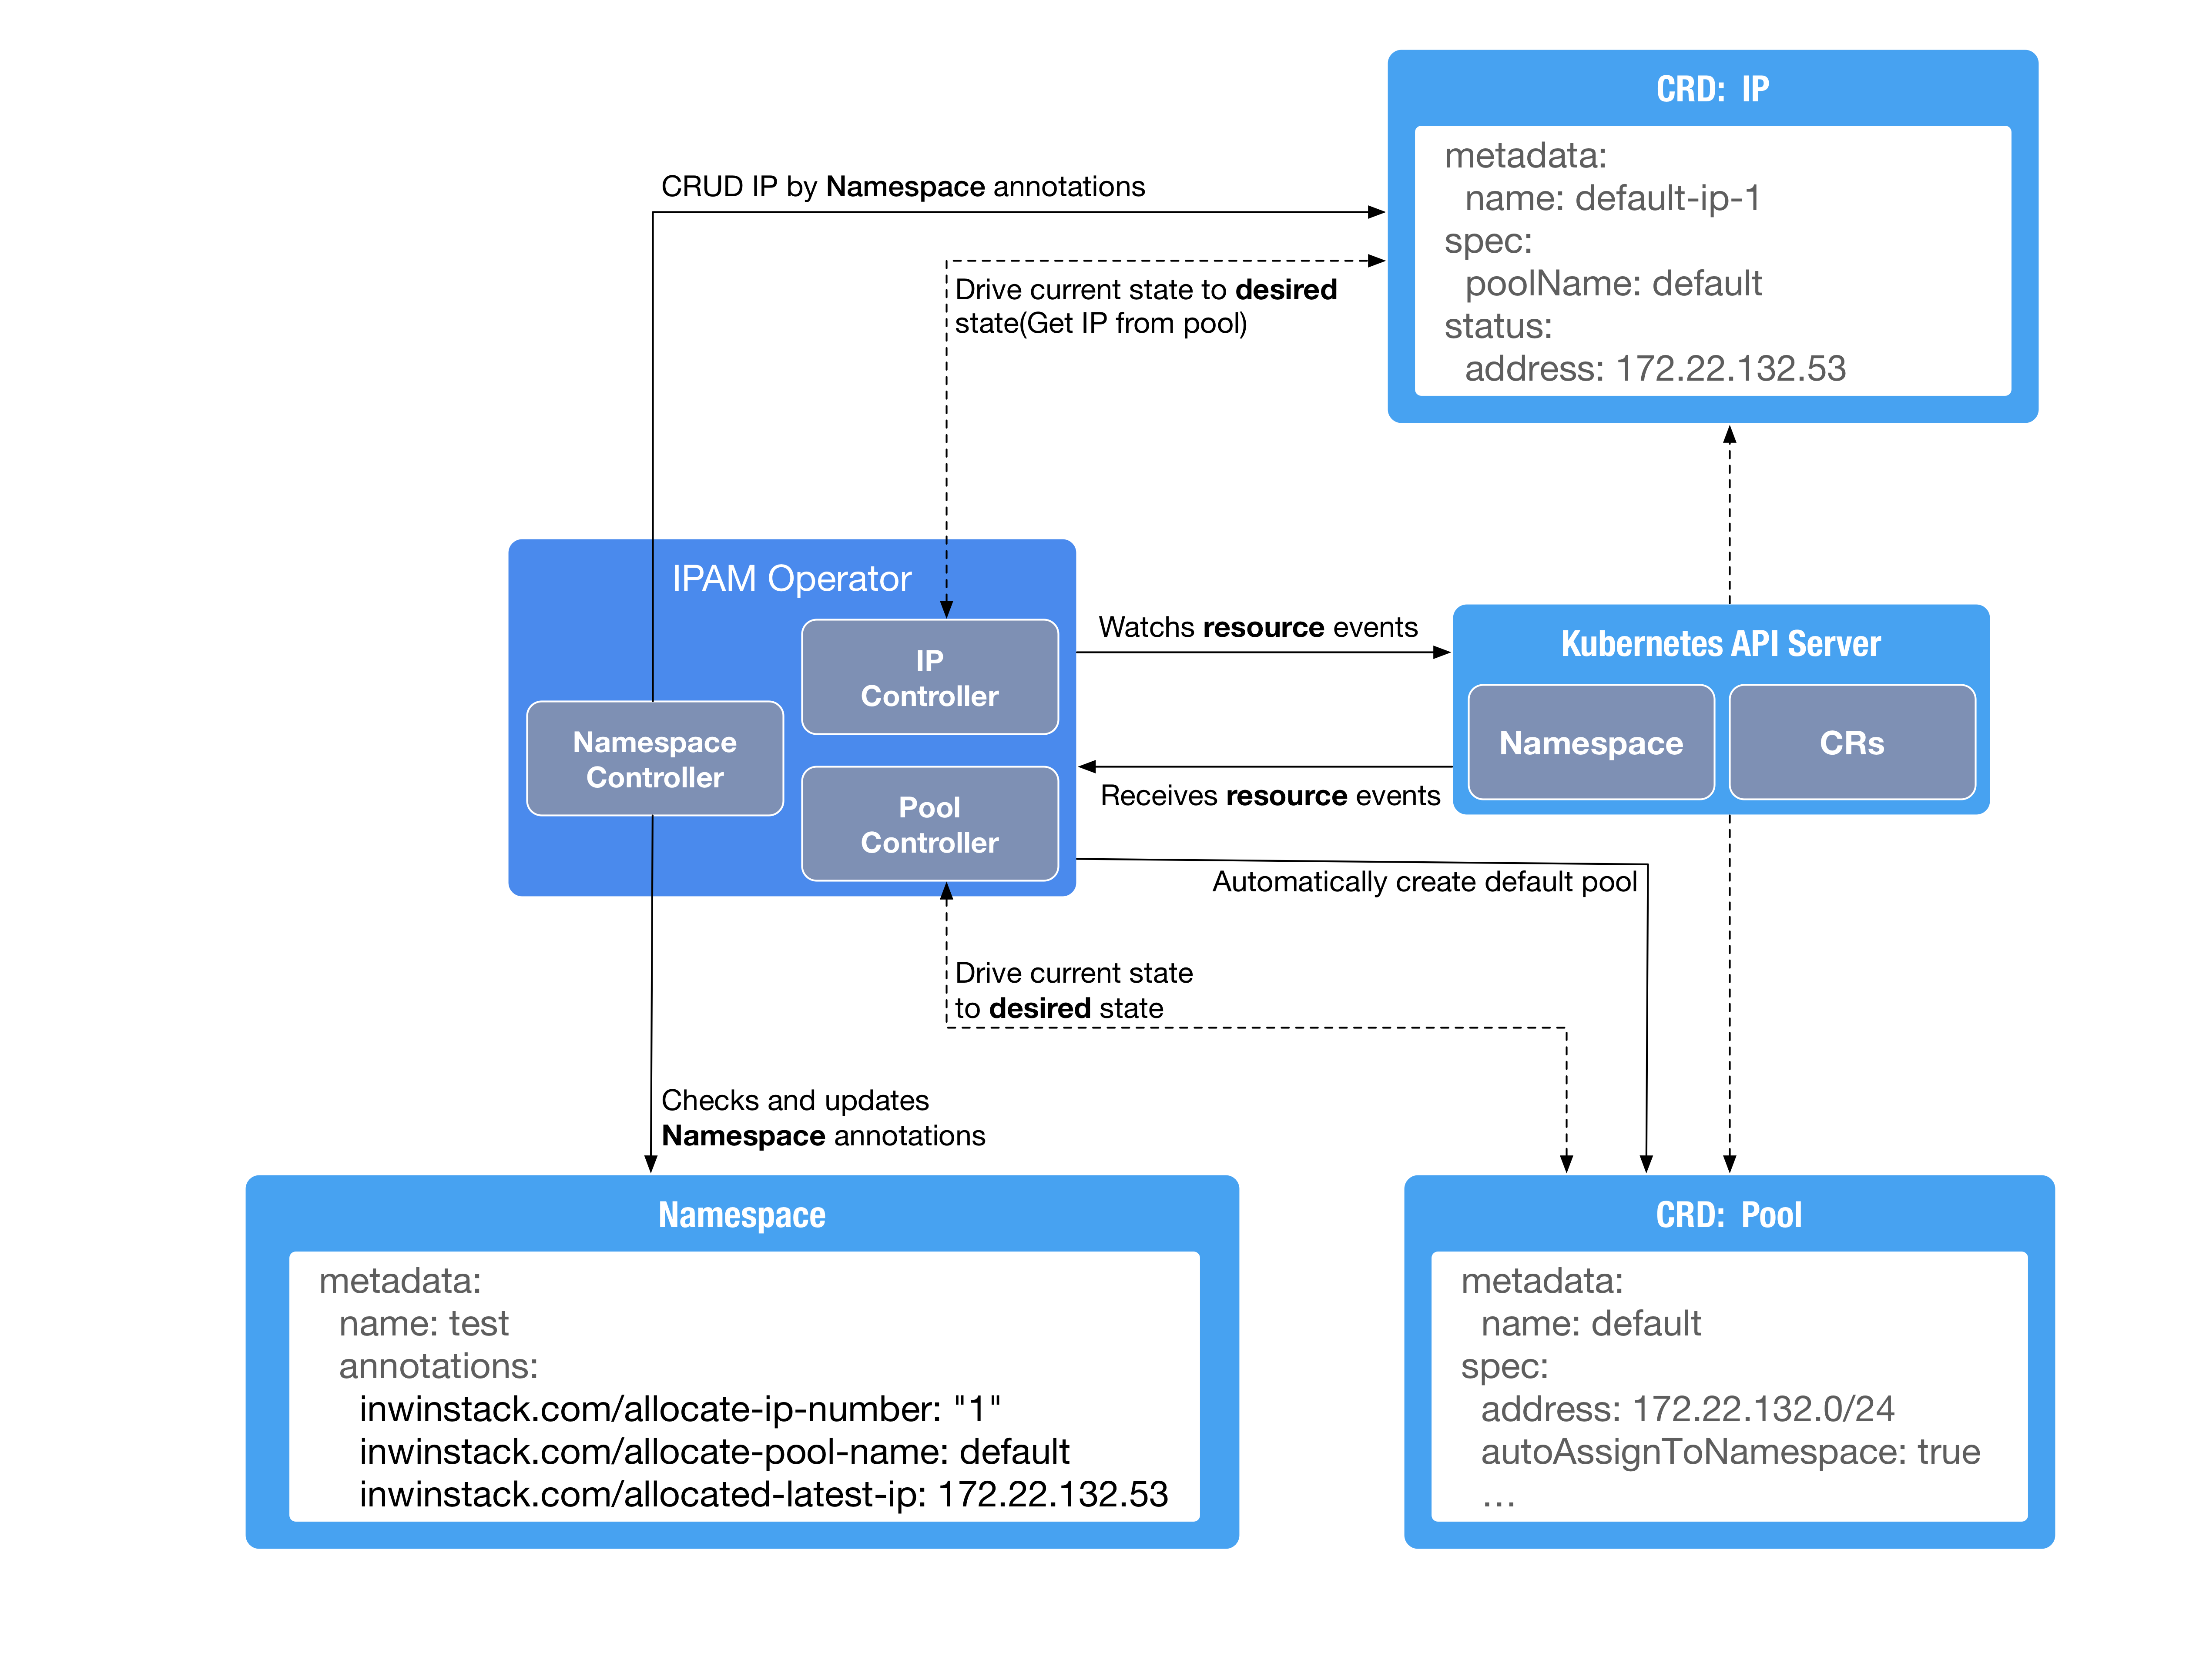 CRD: IP
metadata:
name: default-ip-1
spec:
poolName: default
status:
address: 172.22.132.53
CRUD IP by Namespace annotations
Drive current state to desired
state(Get IP from pool)
IPAM Operator
IP
Controller
Namespace
Controller
Pool
Controller
Watchs resource events
Receives resource events
Kubernetes API Server
Namespace
CRs
Automatically create default pool
Drive current state
to desired state
Checks and updates
Namespace annotations
Namespace
metadata:
name: test
annotations:
inwinstack.com/allocate-ip-number: "1"
inwinstack.com/allocate-pool-name: default
inwinstack.com/allocated-latest-ip: 172.22.132.53
CRD: Pool
metadata:
name: default
spec:
address: 172.22.132.0/24
autoAssignToNamespace: true
…